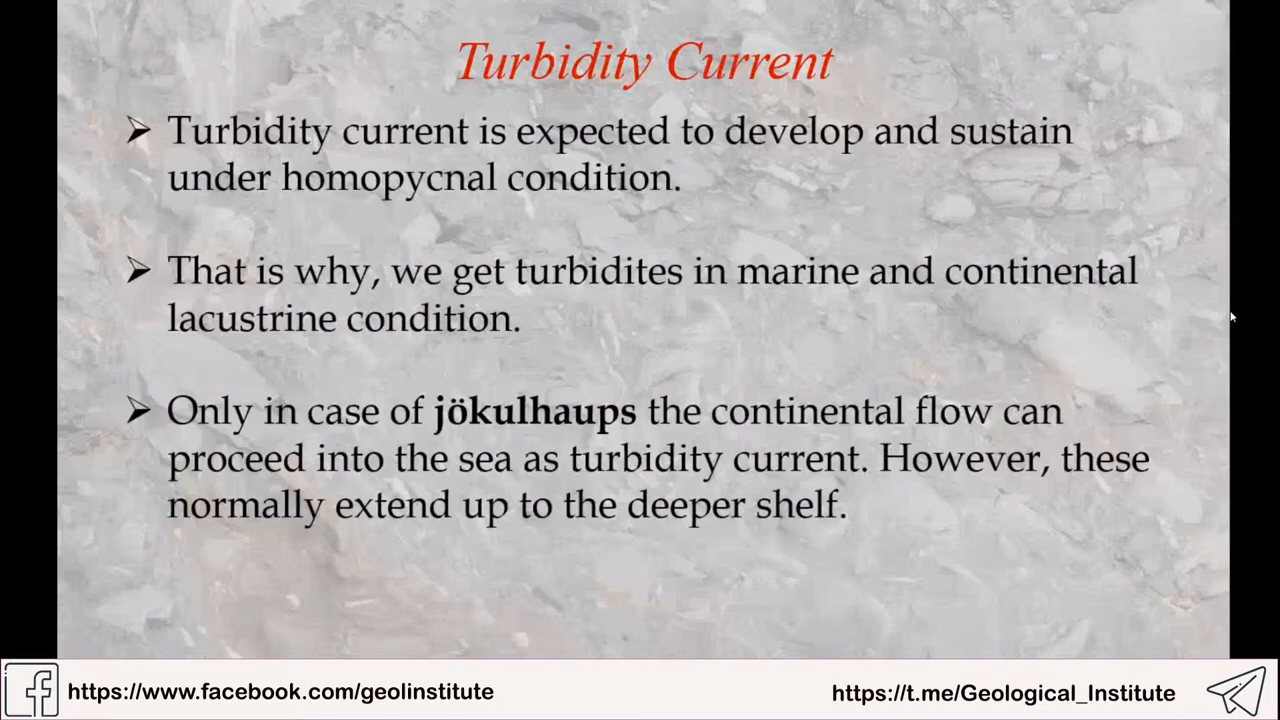 Turbidity Current
➢ Turbidity current is expected to develop and sustain
under homopycnal condition.
➢ That is why, we get turbidites in marine and continental
lacustrine condition.
➢ Only in case of jökulhaups the continental flow can
proceed into the sea as turbidity current. However, these
normally extend up to the deeper shelf.
https://www.facebook.com/geolinstitute
https://t.me/Geological_Institute